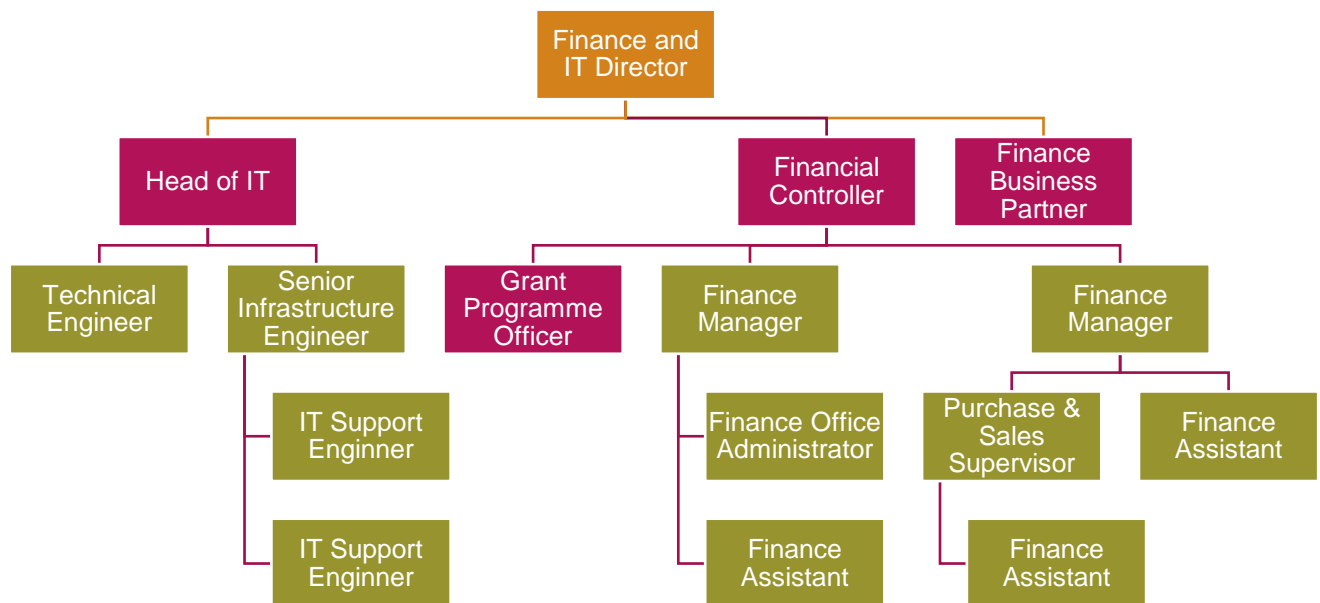 Finance and
IT Director
Head of IT
Financial
Controller
Finance
Business
Partner
Technical
Engineer
Senior
Infrastructure
Engineer
Grant
Programme
Officer
Finance
Manager
Finance
Manager
IT Support
Enginner
Finance Office
Administrator
Purchase &
Sales
Supervisor
Finance
Assistant
IT Support
Enginner
Finance
Assistant
Finance
Assistant